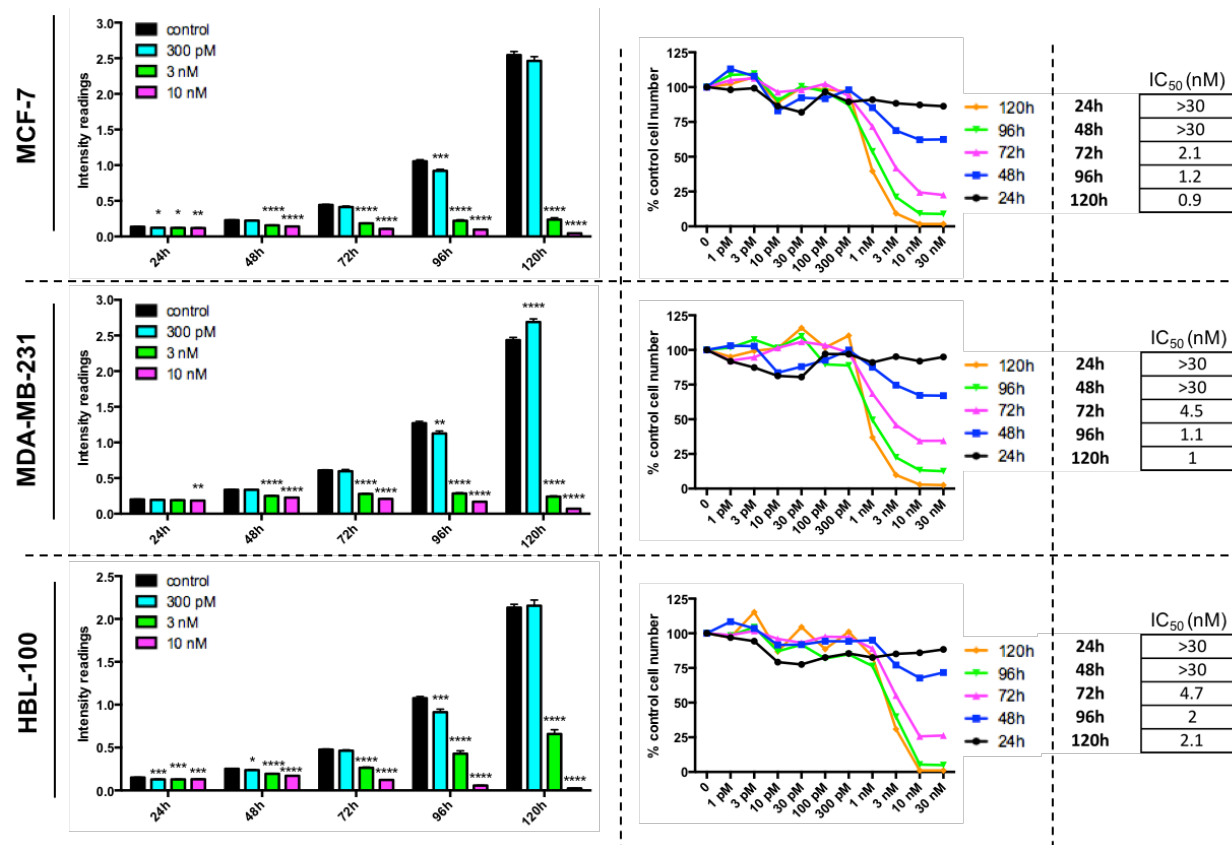 MCF-7
Intensity readings
3.0
2.5
2.0
1.5
1.0
0.5
0.0
control
300 pM
3 nM
10 nM
* * **
**** ****
**** ****
*** **** ****
**** ****
24h 48h 72h 96h 120h
% control cell number
125
100
75
50
25
0
0 1 pM 3 pM 10 pM 30 pM 100 pM 300 pM 1 nM 3 nM 10 nM 30 nM
120h
96h
72h
48h
24h
IC50 (nM)
24h >30
48h >30
72h 2.1
96h 1.2
120h 0.9
MDA-MB-231
Intensity readings
3.0
2.5
2.0
1.5
1.0
0.5
0.0
control
300 pM
3 nM
10 nM
**
**** ****
**** ****
** **** ****
**** **** ****
24h 48h 72h 96h 120h
% control cell number
125
100
75
50
25
0
0 1 pM 3 pM 10 pM 30 pM 100 pM 300 pM 1 nM 3 nM 10 nM 30 nM
120h
96h
72h
48h
24h
IC50 (nM)
24h >30
48h >30
72h 4.5
96h 1.1
120h 1
HBL-100
Intensity readings
2.5
2.0
1.5
1.0
0.5
0.0
control
300 pM
3 nM
10 nM
*** *** ***
* **** ****
**** ****
*** **** ****
**** ****
24h 48h 72h 96h 120h
% control cell number
125
100
75
50
25
0
0 1 pM 3 pM 10 pM 30 pM 100 pM 300 pM 1 nM 3 nM 10 nM 30 nM
120h
96h
72h
48h
24h
IC50 (nM)
24h >30
48h >30
72h 4.7
96h 2
120h 2.1